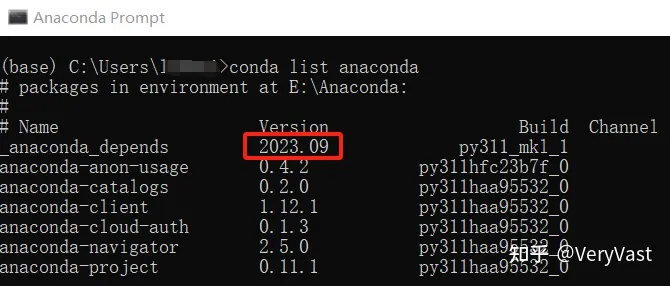 Anaconda Prompt
(base) C:\Users\l >conda list anaconda
# packages in environment at E:\Anaconda:
#
# Name Version Build Channel
_anaconda_depends 2023.09 py311_mkl_1
anaconda-anon-usage 0.4.2 py311hfc23b7f_0
anaconda-catalogs 0.2.0 py311haa95532_0
anaconda-client 1.12.1 py311haa95532_0
anaconda-cloud-auth 0.1.3 py311haa95532_0
anaconda-navigator 2.5.0 py311haa95532_0
anaconda-project 0.11.1 py311haa95532_0
知乎 @VeryVast